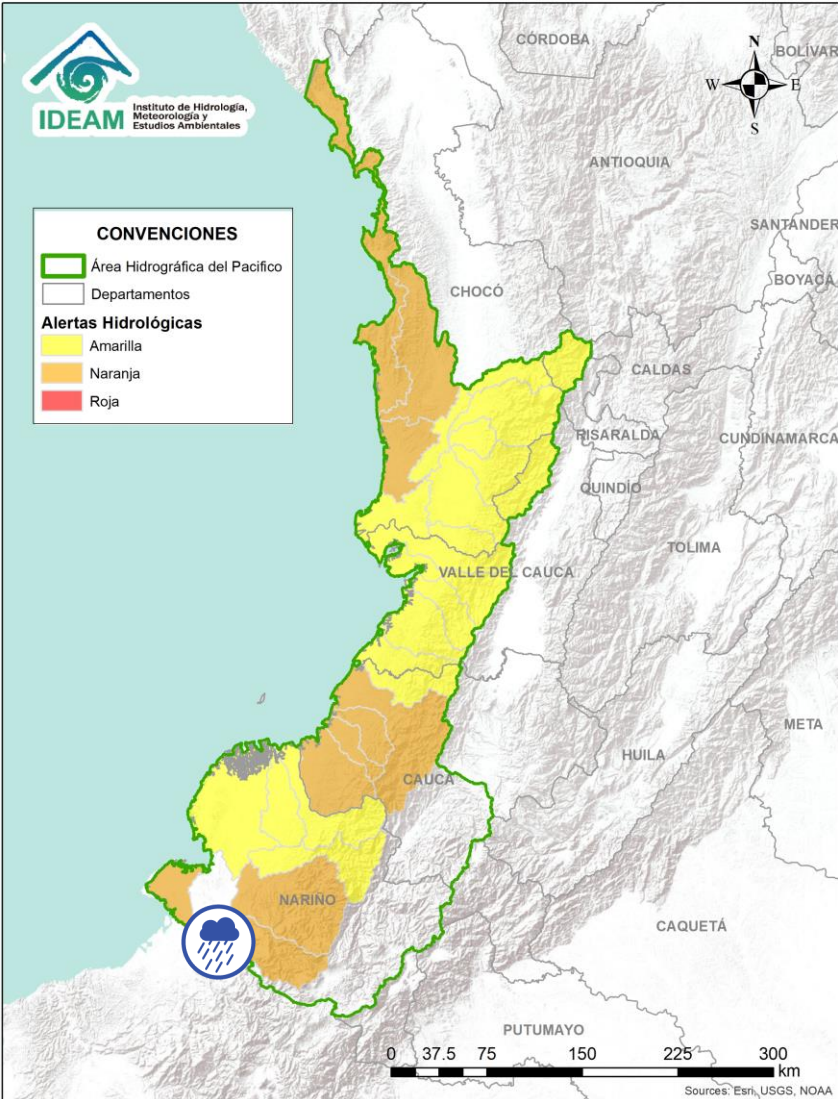 IDEAM
Instituto de Hidrología,
Meteorología y
Estudios Ambientales
CÓRDOBA
N
BOLÍVAR
W
E
S
ANTIOQUIA
SANTANDER
CONVENCIONES
Área Hidrográfica del Pacifico
Departamentos
Alertas Hidrológicas
Amarilla
Naranja
Roja
BOYACÁ
CHOCÓ
CALDAS
RISARALDA
CUNDINAMARCA
QUINDÍO
TOLIMA
VALLE DEL CAUCA
META
HUILA
CAUCA
NARIÑO
CAQUETÁ
PUTUMAYO
0 37.5 75 150 225 300
km
Sources: Esri, USGS, NOAA